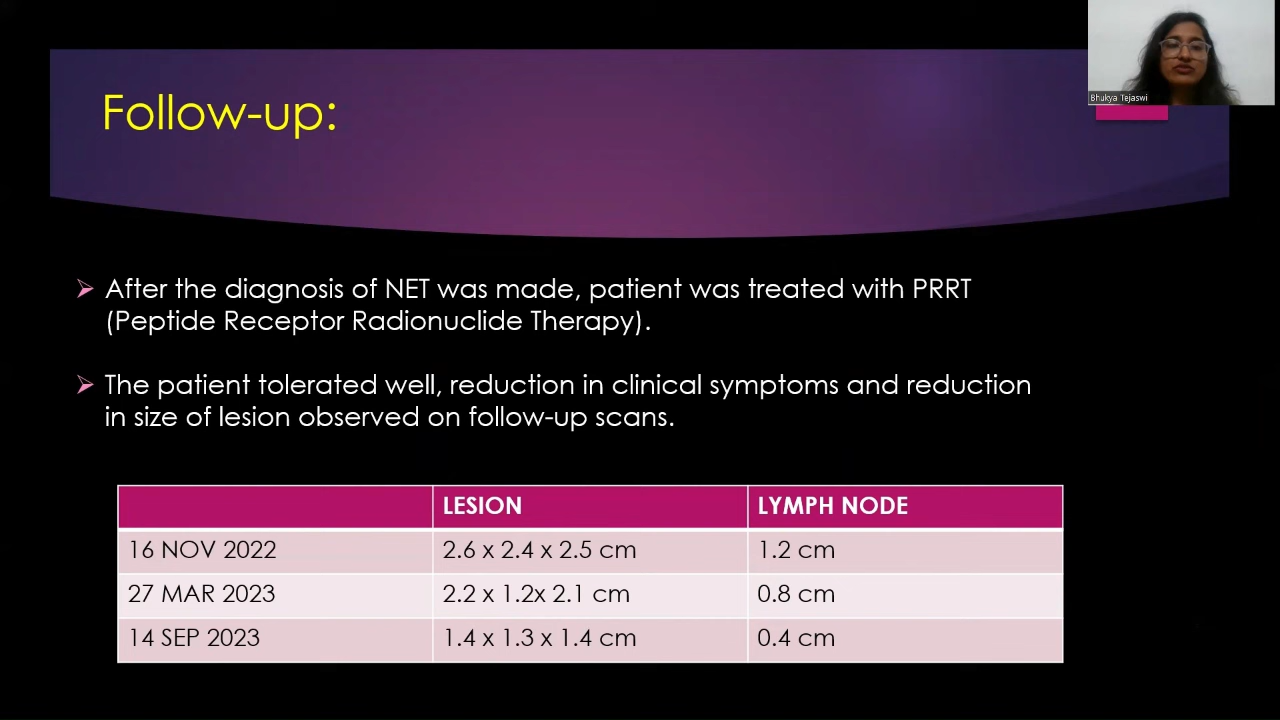 Bhukya Tejaswi
Follow-up:
After the diagnosis of NET was made, patient was treated with PRRT
(Peptide Receptor Radionuclide Therapy).
The patient tolerated well, reduction in clinical symptoms and reduction
in size of lesion observed on follow-up scans.
LESION LYMPH NODE
16 NOV 2022 2.6 x 2.4 x 2.5 cm 1.2 cm
27 MAR 2023 2.2 x 1.2x 2.1 cm 0.8 cm
14 SEP 2023 1.4 x 1.3 x 1.4 cm 0.4 cm